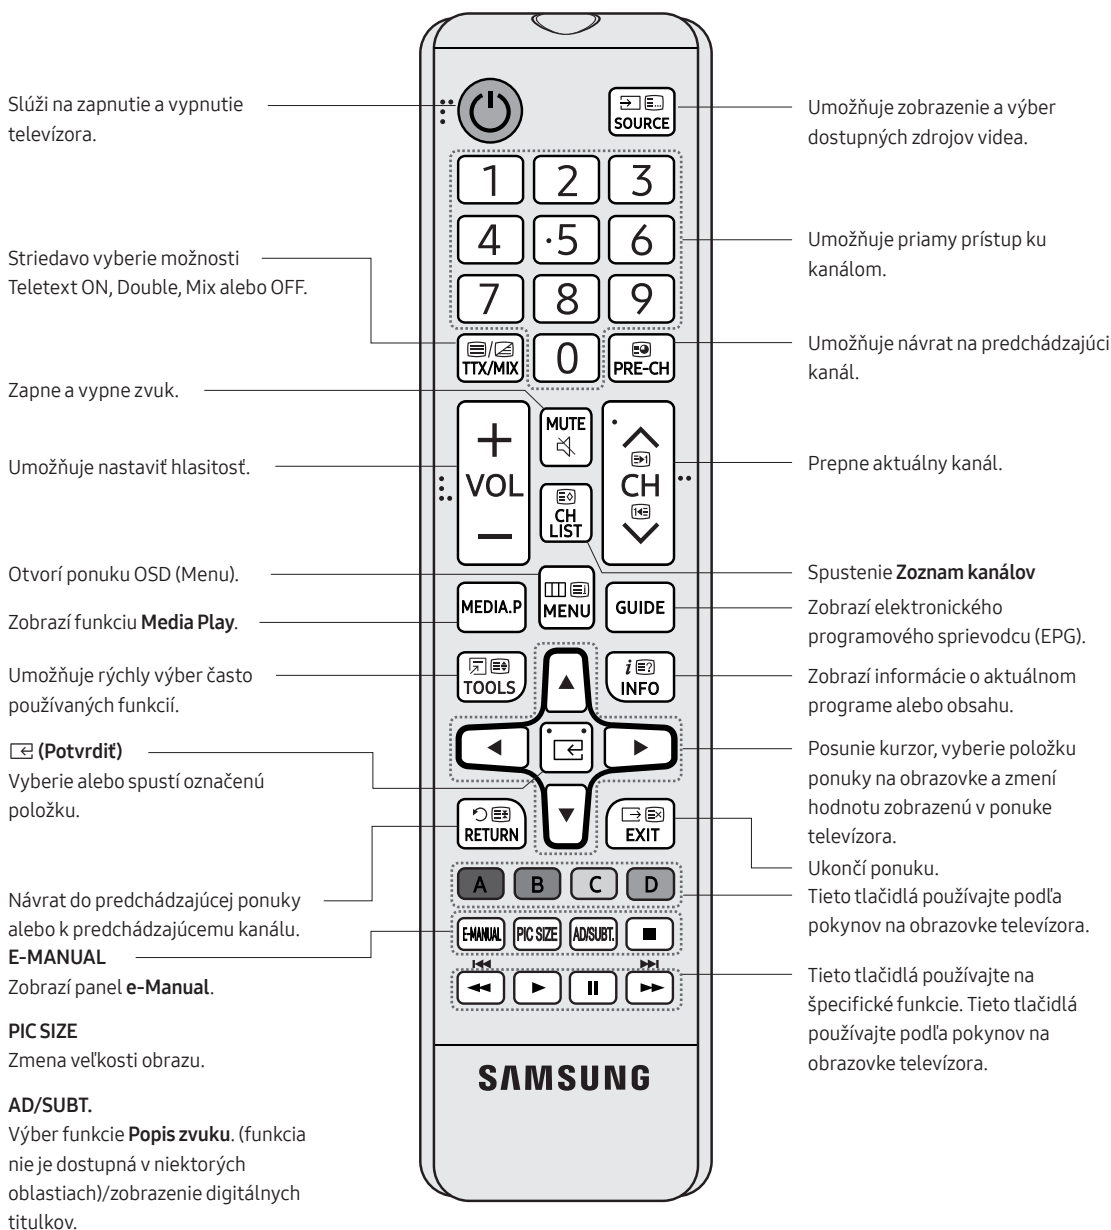 Slúži na zapnutie a vypnutie
televízora.
Striedavo vyberie možnosti
Teletext ON, Double, Mix alebo OFF.
Zapne a vypne zvuk.
Umožňuje nastaviť hlasitosť.
Otvorí ponuku OSD (Menu).
Zobrazí funkciu Media Play.
Umožňuje rýchly výber často
používaných funkcií.
(Potvrdiť)
Vyberie alebo spustí označenú
položku.
Návrat do predchádzajúcej ponuky
alebo k predchádzajúcemu kanálu.
E-MANUAL
Zobrazí panel e-Manual.
PIC SIZE
Zmena veľkosti obrazu.
AD/SUBT.
Výber funkcie Popis zvuku. (funkcia
nie je dostupná v niektorých
oblastiach)/zobrazenie digitálnych
titulkov.
SOURCE
1 2 3
4 ·5 6
7 8 9
TTX/MIX 0 PRE-CH
+ VOL –
MUTE
CH
CH
LIST
MEDIA.P MENU GUIDE
TOOLS INFO
RETURN EXIT
A B C D
E-MANUAL PIC SIZE AD/SUBT.
SAMSUNG
Umožňuje zobrazenie a výber
dostupných zdrojov videa.
Umožňuje priamy prístup ku
kanálom.
Umožňuje návrat na predchádzajúci
kanál.
Prepne aktuálny kanál.
Spustenie Zoznam kanálov
Zobrazí elektronického
programového sprievodcu (EPG).
Zobrazí informácie o aktuálnom
programe alebo obsahu.
Posunie kurzor, vyberie položku
ponuky na obrazovke a zmení
hodnotu zobrazenú v ponuke
televízora.
Ukončí ponuku.
Tieto tlačidlá používajte podľa
pokynov na obrazovke televízora.
Tieto tlačidlá používajte na
špecifické funkcie. Tieto tlačidlá
používajte podľa pokynov na
obrazovke televízora.